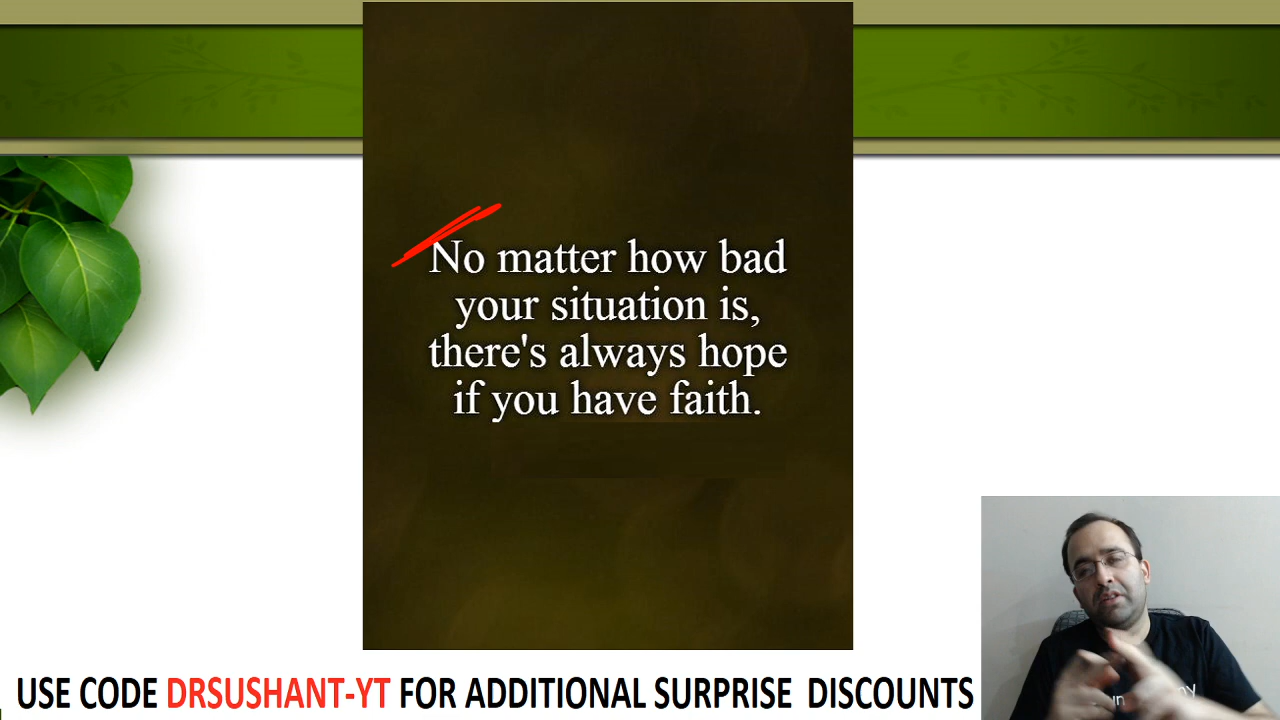 No matter how bad
your situation is,
there's always hope
if you have faith.
USE CODE DRSUSHANT-YT FOR ADDITIONAL SURPRISE DISCOUNTS